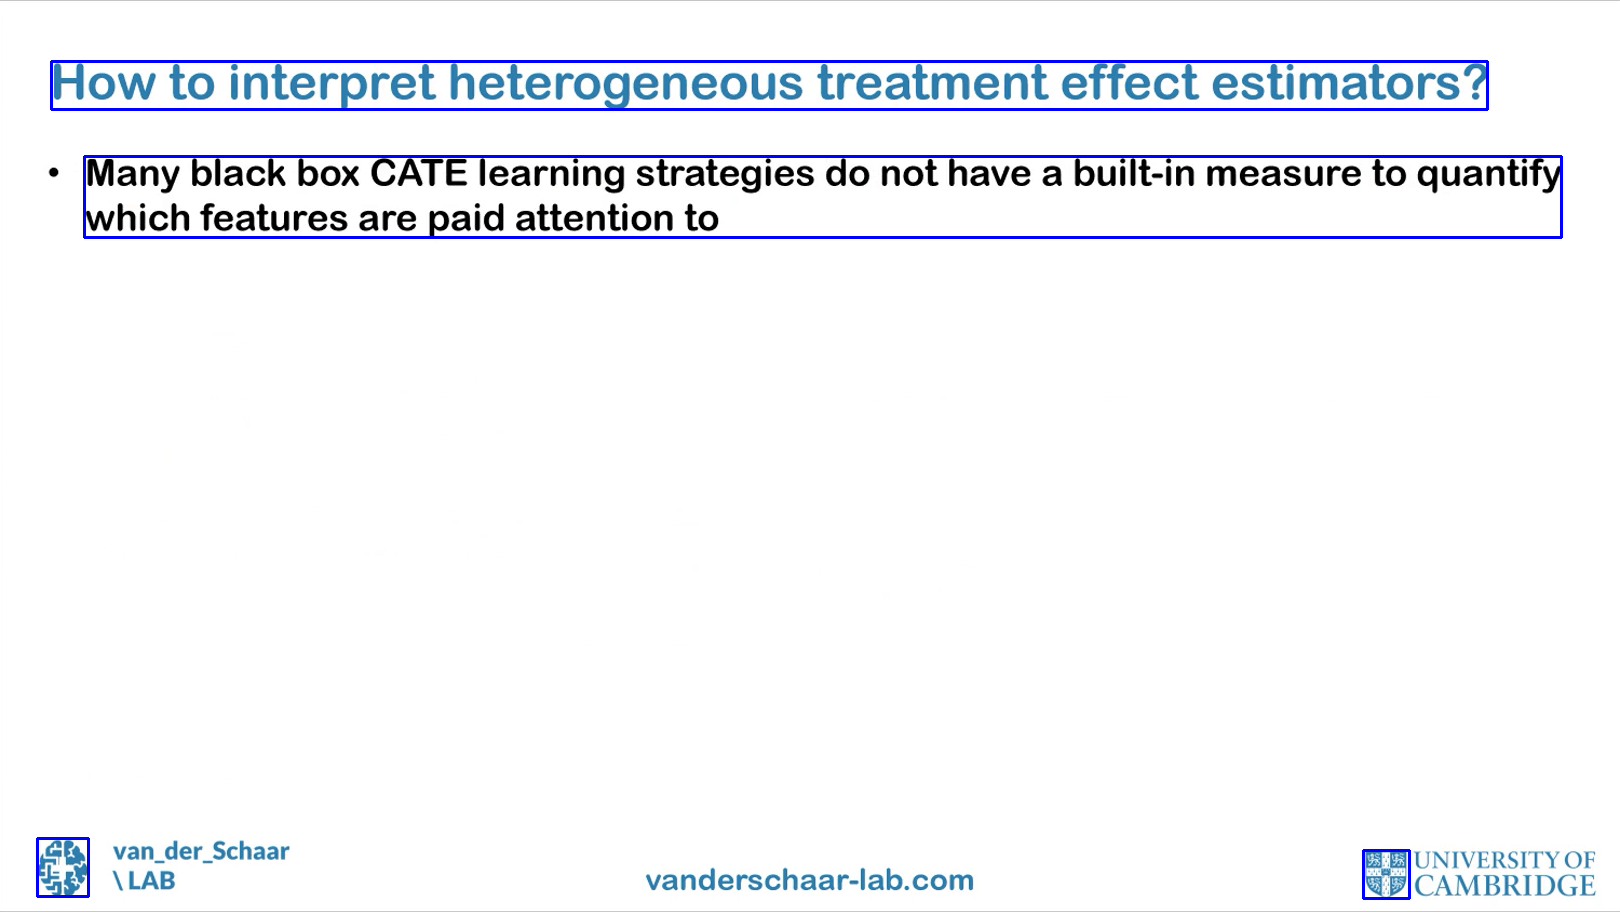 How to interpret heterogeneous treatment effect estimators?
• Many black box CATE learning strategies do not have a built-in measure to quantify
which features are paid attention to
van_der_Schaar
\ LAB
vanderschaar-lab.com
UNIVERSITY OF
CAMBRIDGE